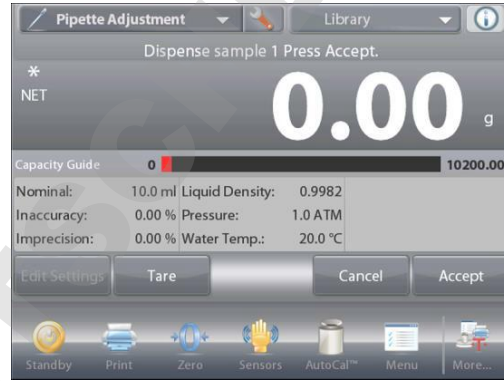 Pipette Adjustment Library
Dispense sample 1 Press Accept.
*
NET
0.00 g
Capacity Guide 0 10200.00
Nominal: 10.0 ml Liquid Density: 0.9982
Inaccuracy: 0.00 % Pressure: 1.0 ATM
Imprecision: 0.00 % Water Temp.: 20.0 °C
Edit Settings Tare Cancel Accept
Standby Print Zero Sensors AutoCal™ Menu More...